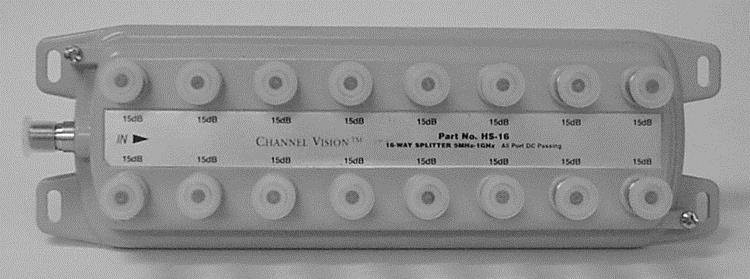 15dB 15dB 15dB 15dB 15dB 15dB 15dB 15dB
IN CHANNEL VISION™ Part No. HS-16
16-WAY SPLITTER 5MHz-1GHz All Port DC Passing
15dB 15dB 15dB 15dB 15dB 15dB 15dB 15dB